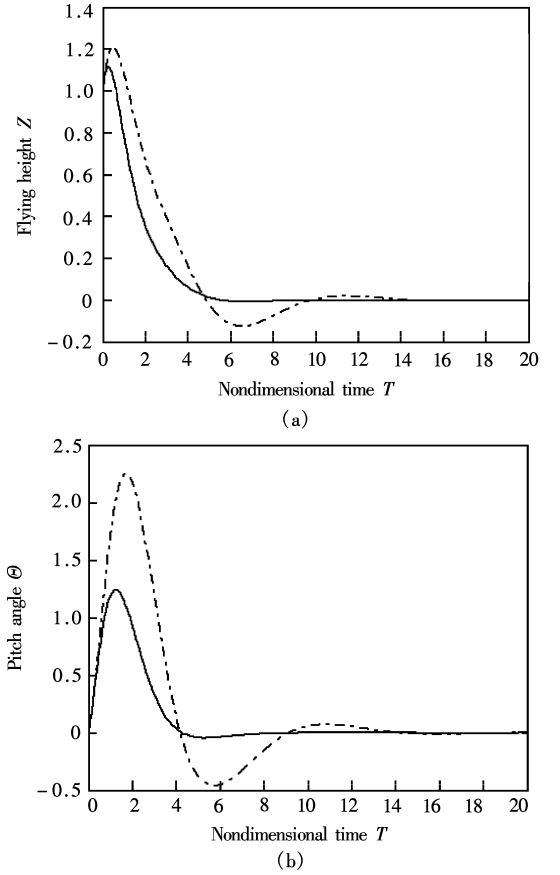 1.4
1.2
1.0
0.8
0.6
0.4
0.2
0
−0.2
Flying height Z
0 2 4 6 8 10 12 14 16 18 20
Nondimensional time T
(a)
2.5
2.0
1.5
1.0
0.5
0
−0.5
Pitch angle Θ
0 2 4 6 8 10 12 14 16 18 20
Nondimensional time T
(b)